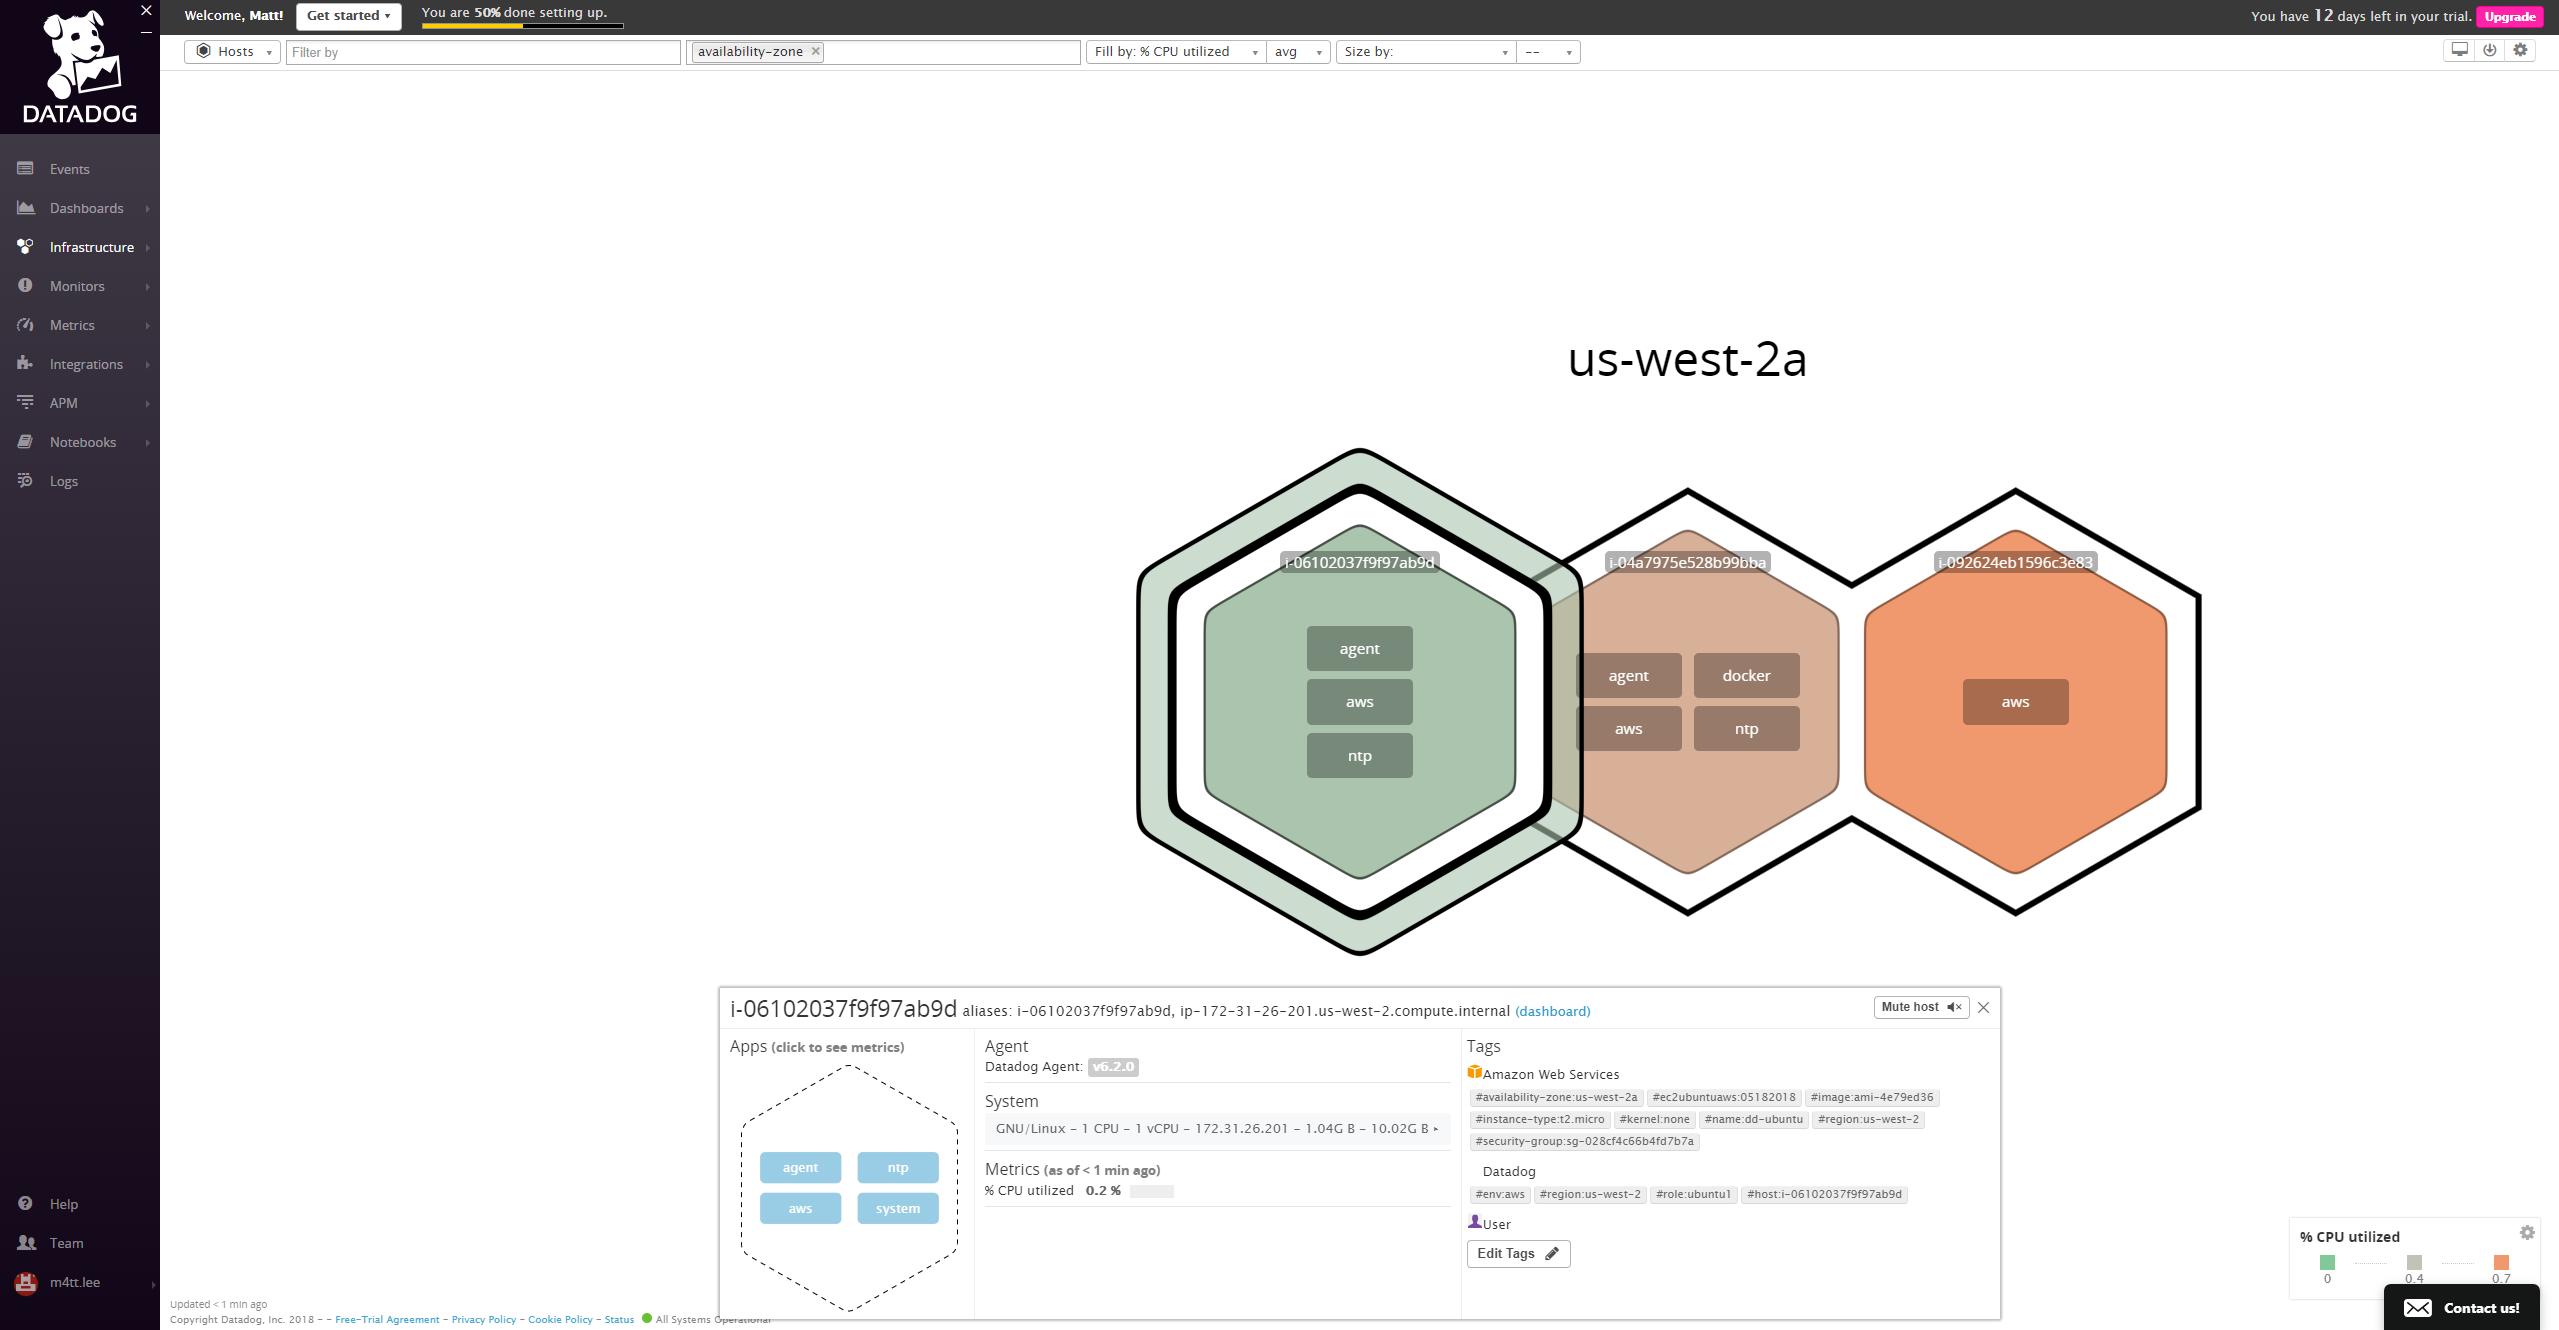 DATADOG
Welcome, Matt!
Get started
You are 50% done setting up.
You have 12 days left in your trial. Upgrade
Hosts
Filter by
availability-zone
Fill by: % CPU utilized
avg
Size by:
--
Events
Dashboards
Infrastructure
Monitors
Metrics
Integrations
APM
Notebooks
Logs
Help
Team
m4tt.lee
us-west-2a
i-06102037f9f97ab9d
agent
aws
ntp
i-04a7975e528b99bba
agent docker
aws ntp
i-092624eb1596c3e83
aws
i-06102037f9f97ab9d aliases: i-06102037f9f97ab9d, ip-172-31-26-201.us-west-2.compute.internal (dashboard)
Mute host
Apps (click to see metrics)
agent ntp
aws system
Agent
Datadog Agent: v6.2.0
System
GNU/Linux - 1 CPU - 1 vCPU - 172.31.26.201 - 1.04G B - 10.02G B
Metrics (as of < 1 min ago)
% CPU utilized 0.2 %
Tags
Amazon Web Services
#availability-zone:us-west-2a #ec2ubuntuaws:05182018 #image:ami-4e79ed36
#instance-type:t2.micro #kernel:none #name:dd-ubuntu #region:us-west-2
#security-group:sg-028cf4c66b4fd7b7a
Datadog
#env:aws #region:us-west-2 #role:ubuntu1 #host:i-06102037f9f97ab9d
User
Edit Tags
% CPU utilized
0 0.4 0.7
Contact us!
Updated < 1 min ago
Copyright Datadog, Inc. 2018 - - Free-Trial Agreement - Privacy Policy - Cookie Policy - Status All Systems Operational